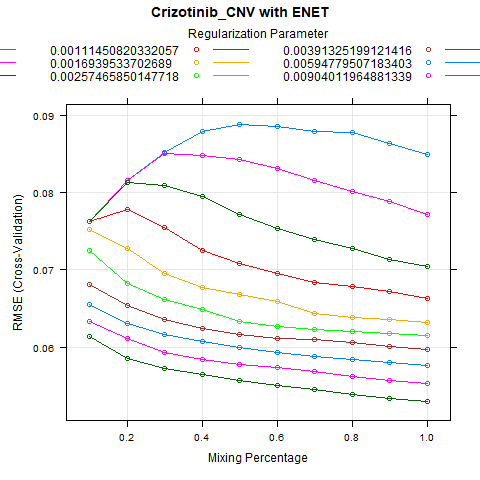 Crizotinib_CNV with ENET
Regularization Parameter
0.00111450820332057 0.00391325199121416
0.0016939533702689 0.00594779507183403
0.00257465850147718 0.00904011964881339
0.09
0.08
0.07
0.06
RMSE (Cross-Validation)
0.2 0.4 0.6 0.8 1.0
Mixing Percentage